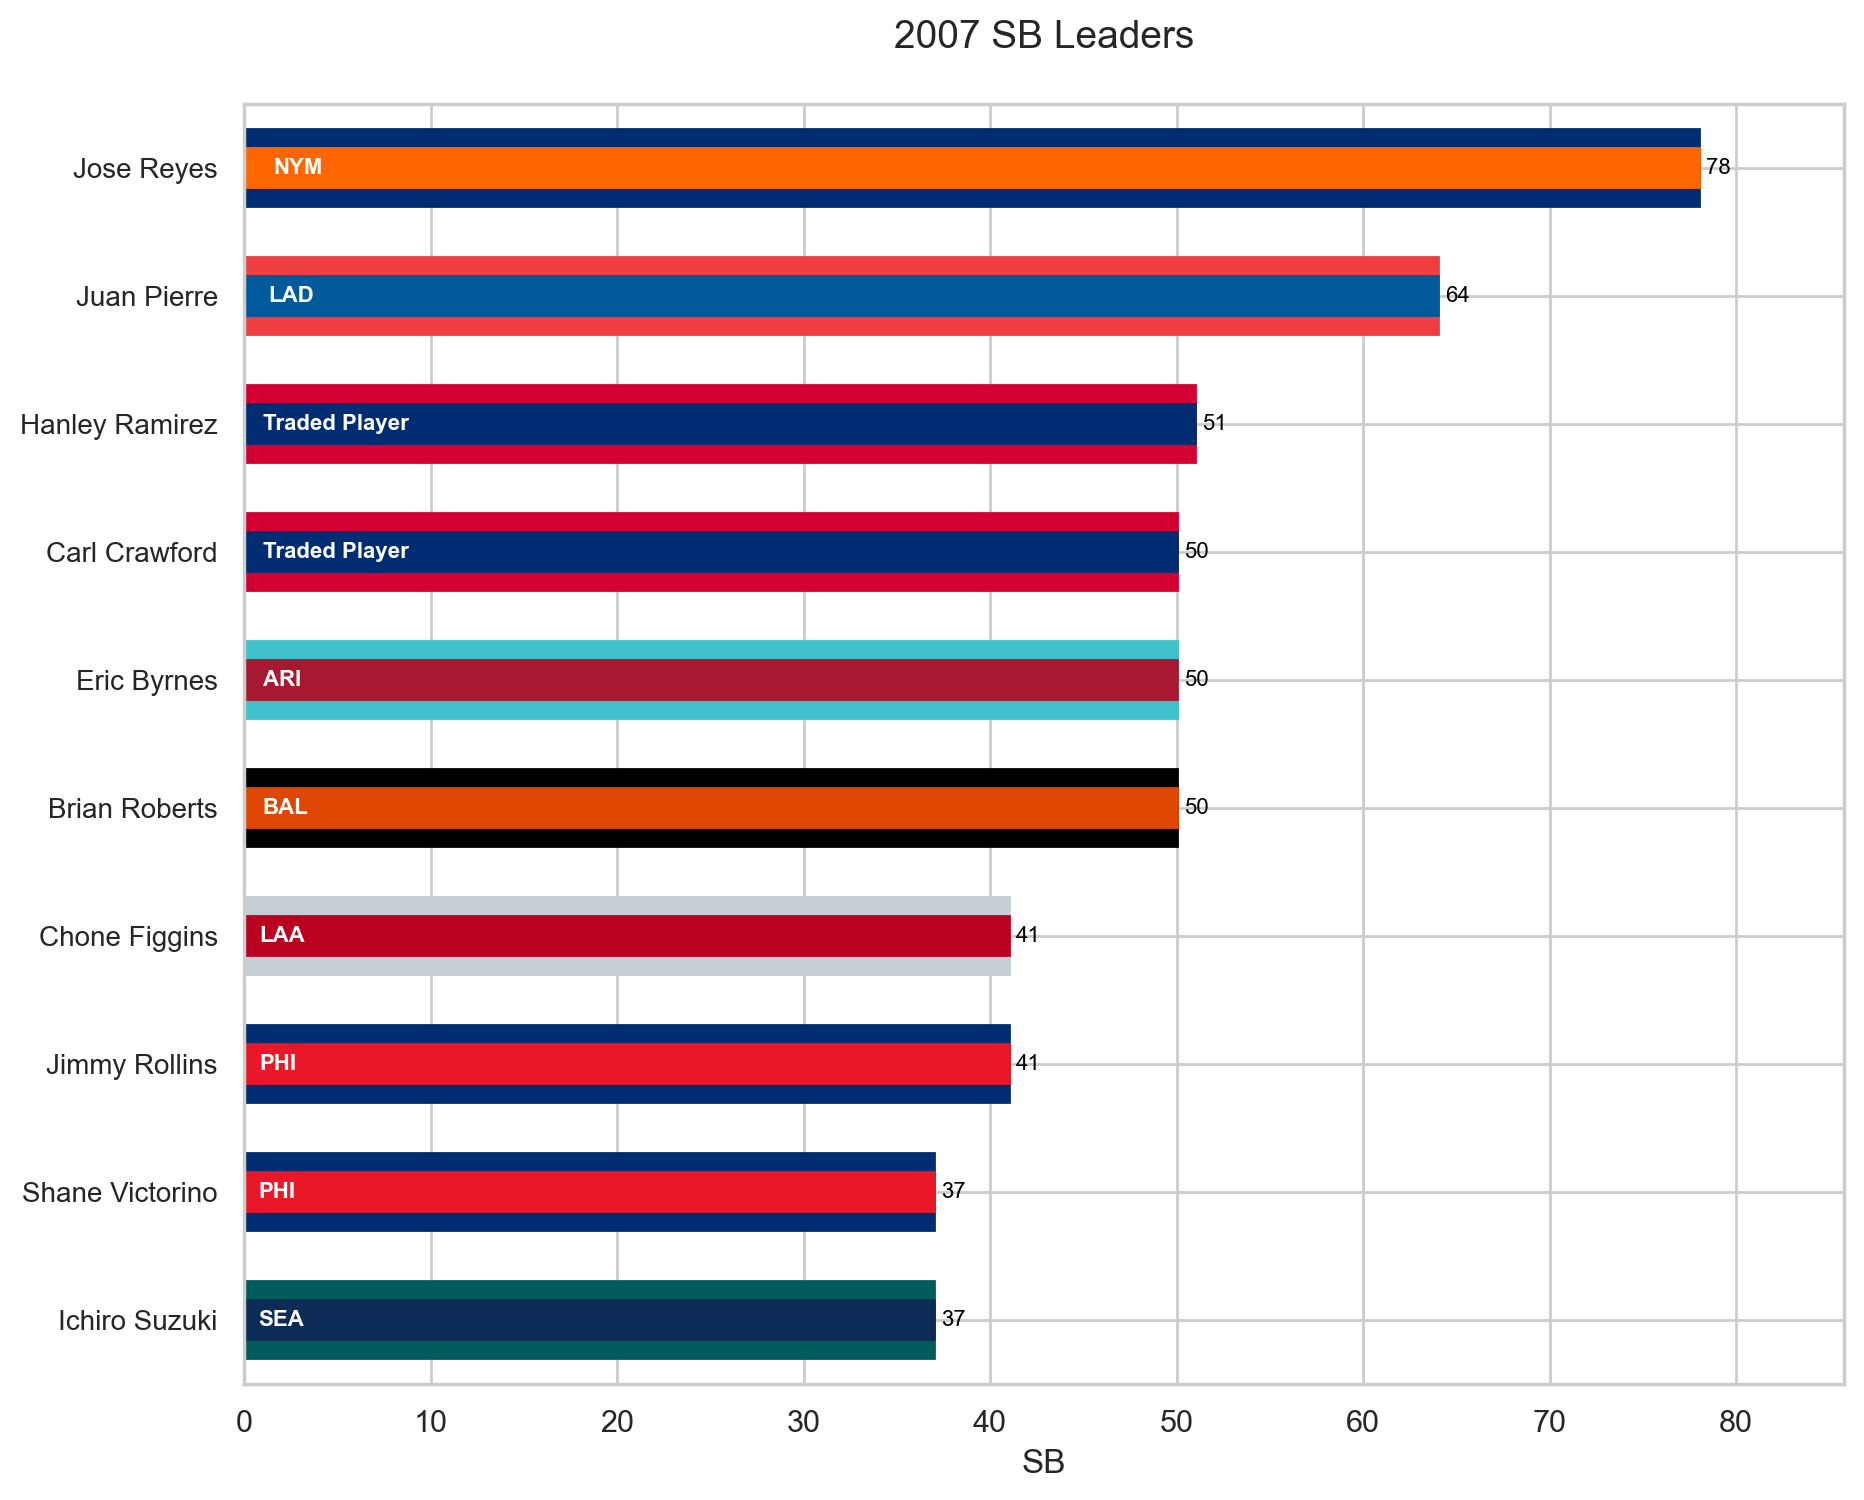 2007 SB Leaders
Jose Reyes NYM 78
Juan Pierre LAD 64
Hanley Ramirez Traded Player 51
Carl Crawford Traded Player 50
Eric Byrnes ARI 50
Brian Roberts BAL 50
Chone Figgins LAA 41
Jimmy Rollins PHI 41
Shane Victorino PHI 37
Ichiro Suzuki SEA 37
0 10 20 30 40 50 60 70 80
SB